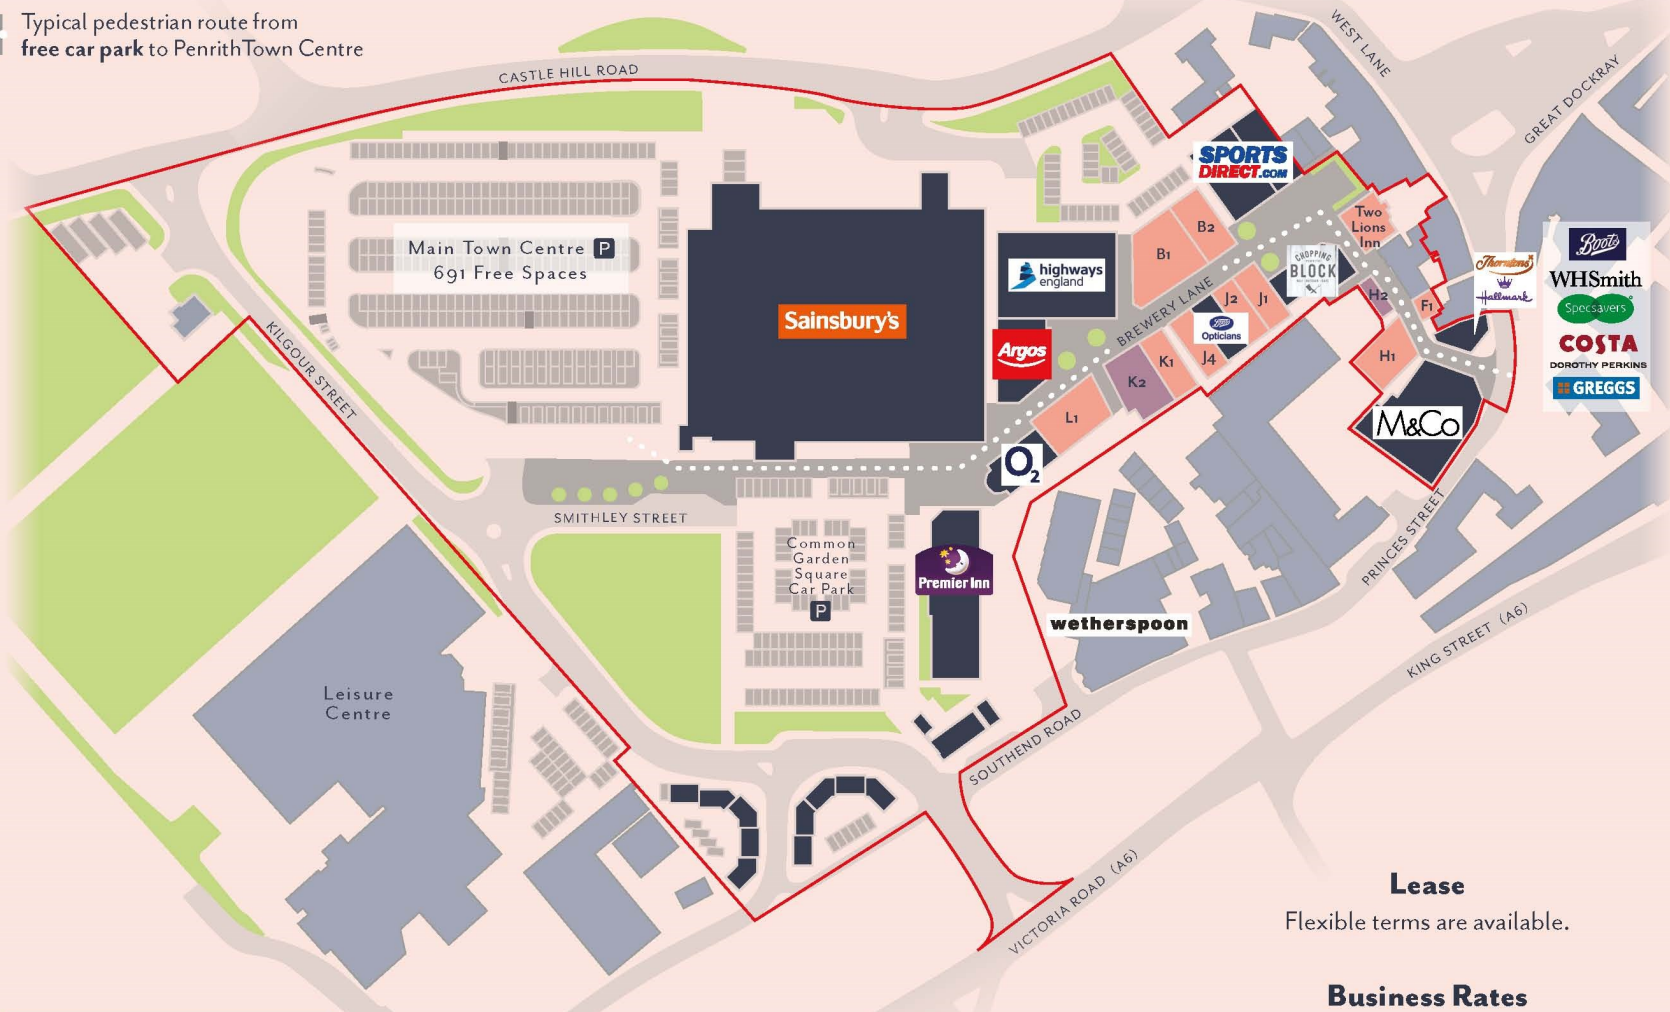 Typical pedestrian route from
free car park to Penrith Town Centre
CASTLE HILL ROAD
WEST LANE
GREAT DOCKRAY
SPORTS
DIRECT.COM
Two
Lions
Inn
B2
B1
Main Town Centre P
691 Free Spaces
highways
england
CHOPPING
BLOCK
Thorntons
Hallmark
Boots
WHSmith
Specsavers
COSTA
DOROTHY PERKINS
GREGGS
H2
F1
J2
J1
Boots
Opticians
BREWERY LANE
Sainsbury's
Argos
K1
J4
H1
K2
L1
M&Co
KILGOUR STREET
O2
SMITHLEY STREET
Common
Garden
Square
Car Park
P
Premier Inn
PRINCES STREET
wetherspoon
KING STREET (A6)
Leisure
Centre
SOUTHEND ROAD
VICTORIA ROAD (A6)
Lease
Flexible terms are available.
Business Rates